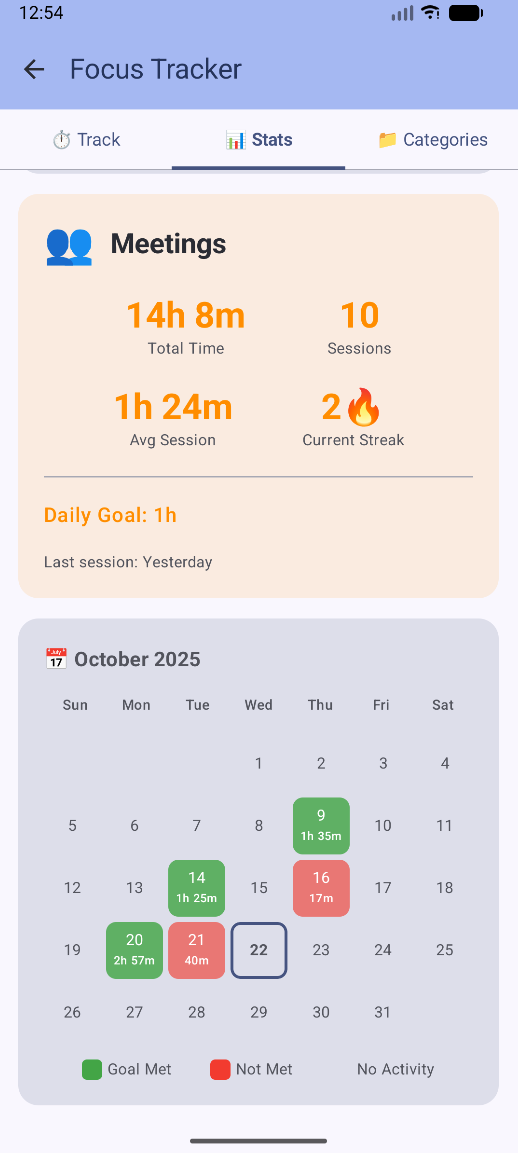 12:54
Focus Tracker
Track
Stats
Categories
Meetings
14h 8m
10
Total Time
Sessions
1h 24m
2
Avg Session
Current Streak
Daily Goal: 1h
Last session: Yesterday
October 2025
Sun Mon Tue Wed Thu Fri Sat
1 2 3 4
5 6 7 8 9 10 11
1h 35m
12 13 14 15 16 17 18
1h 25m 17m
19 20 21 22 23 24 25
2h 57m 40m
26 27 28 29 30 31
Goal Met Not Met No Activity